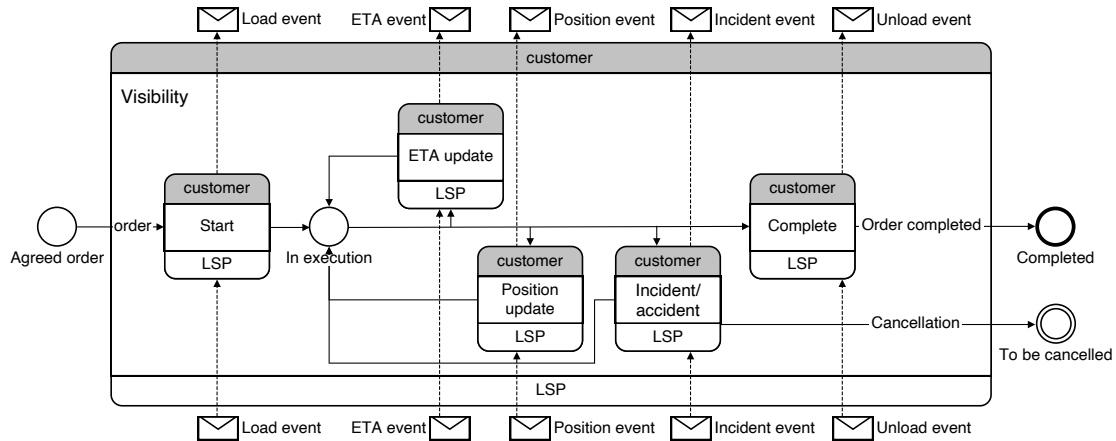 Load event
ETA event
Position event
Incident event
Unload event
customer
Visibility
customer
ETA update
LSP
customer
Start
LSP
customer
Complete
LSP
order
Order completed
Agreed order
In execution
Completed
customer
Position
update
LSP
customer
Incident/
accident
LSP
Cancellation
To be cancelled
LSP
Load event
ETA event
Position event
Incident event
Unload event